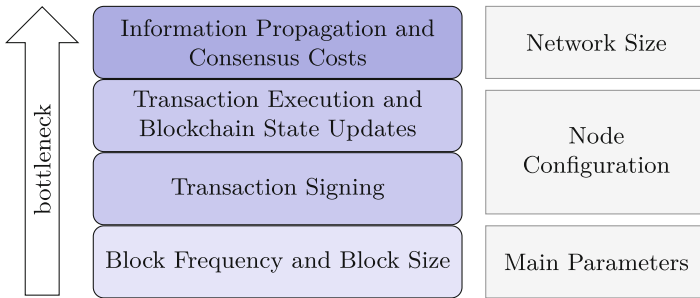 bottleneck
Information Propagation and
Consensus Costs
Network Size
Transaction Execution and
Blockchain State Updates
Node
Configuration
Transaction Signing
Block Frequency and Block Size
Main Parameters